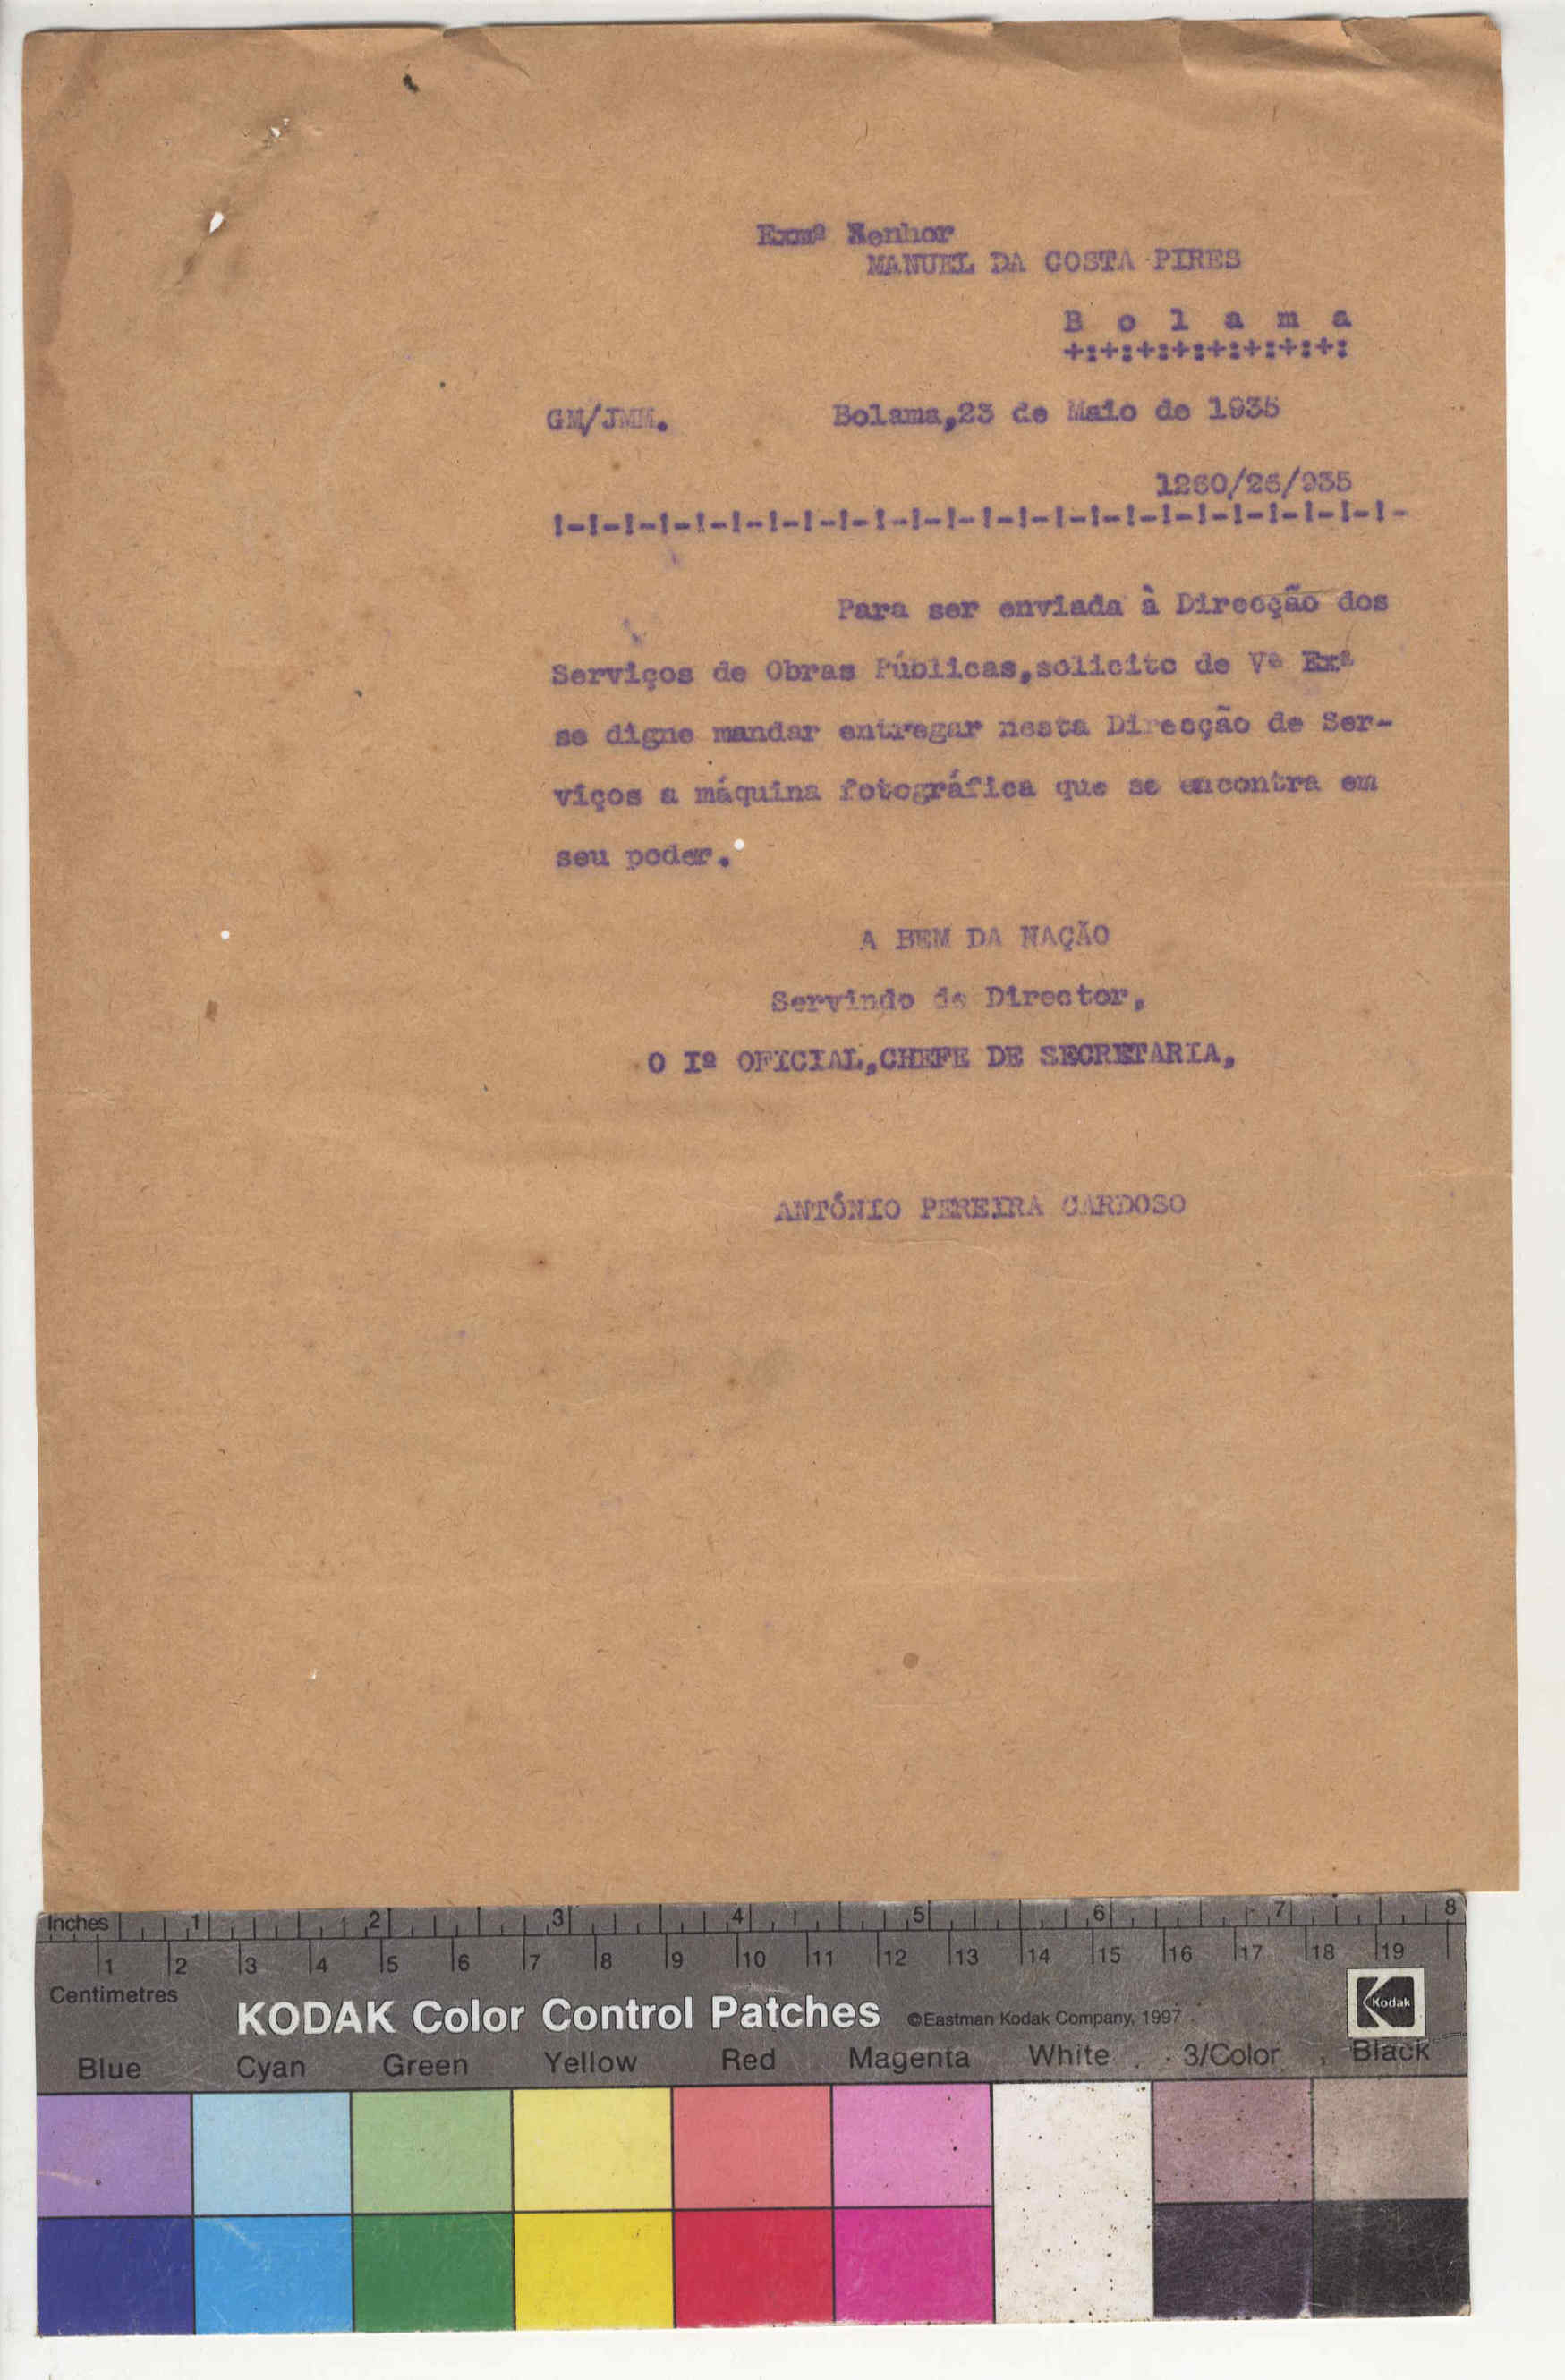 Exmº Senhor
MANUEL DA COSTA PIRES
B o l a m a
+:+:+:+:+:+:+:+:
GM/JMM. Bolama,23 de Maio de 1935
1260/26/935
!-!-!-!-!-!-!-!-!-!-!-!-!-!-!-!-!-!-!-!-!-!-!-!-
Para ser enviada à Direcção dos
Serviços de Obras Públicas,solicito de Vª Exª
se digne mandar entregar nesta Direcção de Ser-
viços a máquina fotográfica que se encontra em
seu poder.
A BEM DA NAÇÃO
Servindo de Director,
O Iº OFICIAL,CHEFE DE SECRETARIA,
ANTÓNIO PEREIRA CARDOSO
Inches 1 2 3 4 5 6 7 8
1 2 3 4 5 6 7 8 9 10 11 12 13 14 15 16 17 18 19
Centimetres
KODAK Color Control Patches ©Eastman Kodak Company, 1997 Kodak
Blue Cyan Green Yellow Red Magenta White 3/Color Black